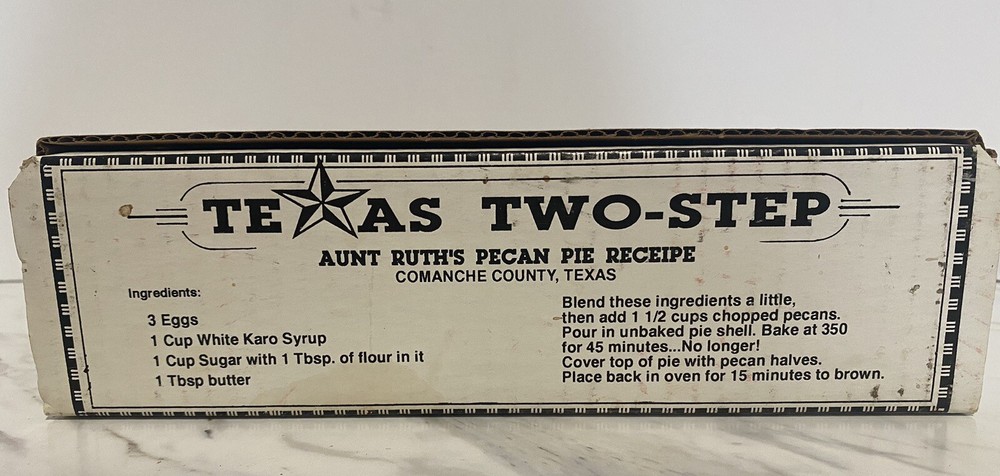 TEXAS TWO-STEP
AUNT RUTH'S PECAN PIE RECEIPE
COMANCHE COUNTY, TEXAS
Ingredients:
3 Eggs
1 Cup White Karo Syrup
1 Cup Sugar with 1 Tbsp. of flour in it
1 Tbsp butter
Blend these ingredients a little,
then add 1 1/2 cups chopped pecans.
Pour in unbaked pie shell. Bake at 350
for 45 minutes...No longer!
Cover top of pie with pecan halves.
Place back in oven for 15 minutes to brown.